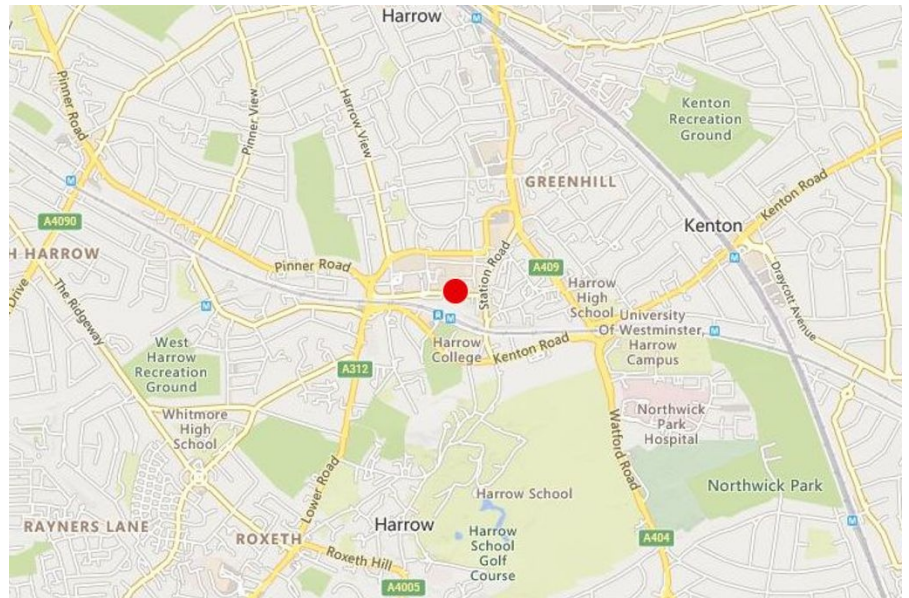 Harrow
Pinner Road
Pinner View
Harrow View
Kenton
Recreation
Ground
GREENHILL
Kenton Road
A4090
Kenton
H HARROW
Pinner Road
Station Road
A409
Draycott Avenue
Drive
The Ridgeway
Harrow
High
School
University
Of Westminster,
Harrow
Campus
West
Harrow
Recreation
Ground
Harrow
College
Kenton Road
A312
Whitmore
High
School
Northwick
Park
Hospital
Watford Road
Lower Road
Northwick Park
Harrow School
RAYNERS LANE
Harrow
ROXETH
Harrow
School
Golf
Course
A404
Roxeth Hill
A4005